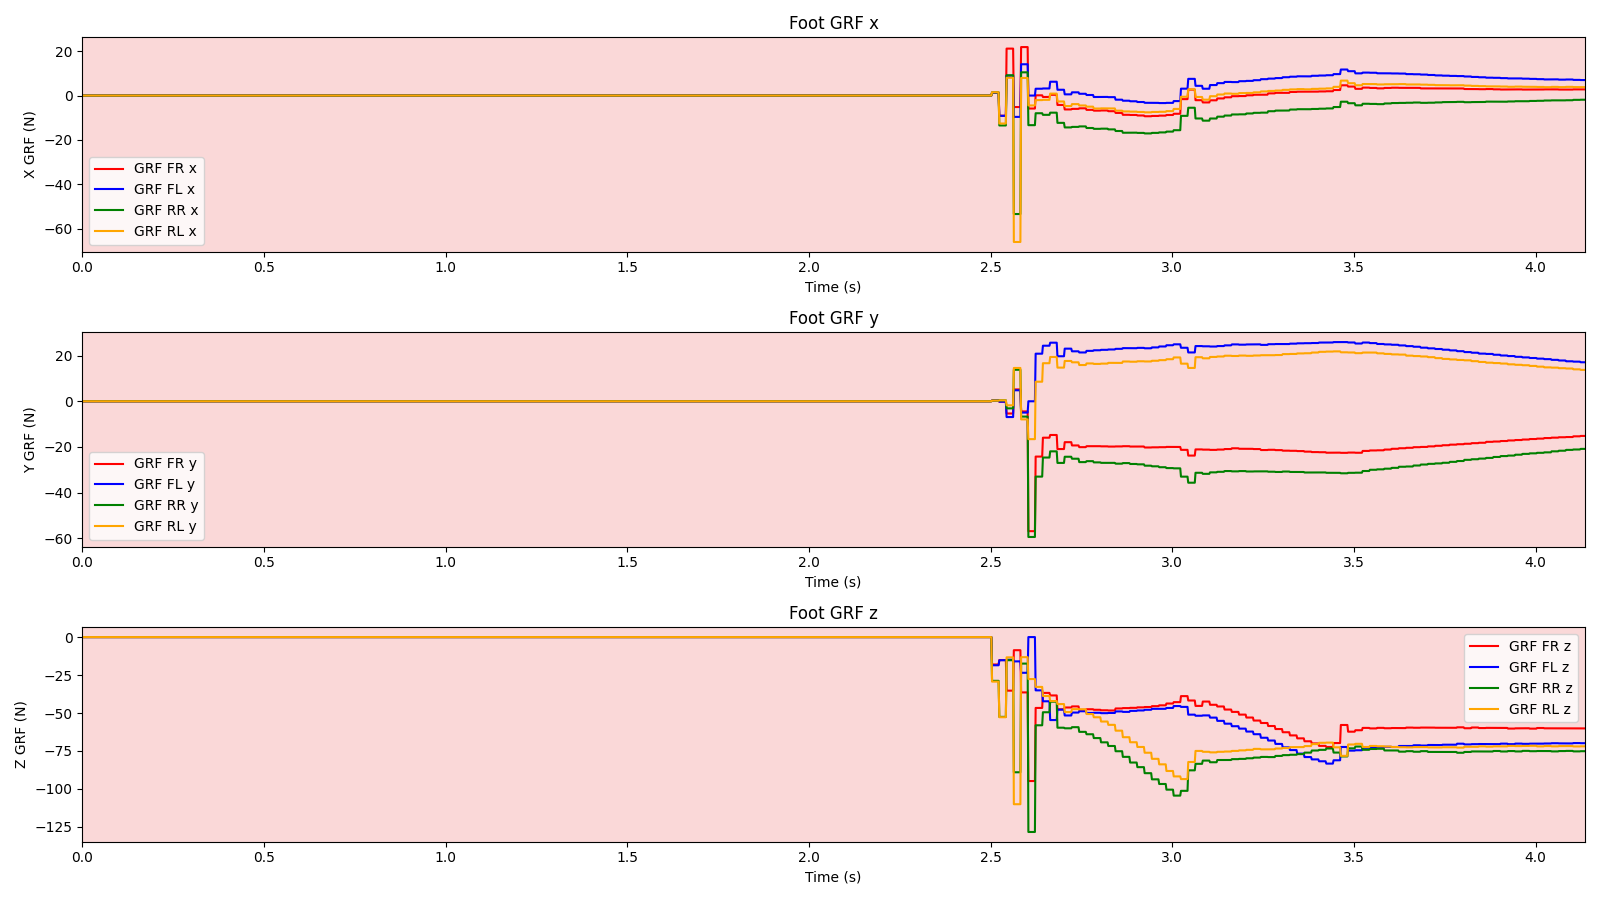 Foot GRF x
20
0
−20
−40
−60
X GRF (N)
GRF FR x
GRF FL x
GRF RR x
GRF RL x
0.0 0.5 1.0 1.5 2.0 2.5 3.0 3.5 4.0
Time (s)
Foot GRF y
20
0
−20
−40
−60
Y GRF (N)
GRF FR y
GRF FL y
GRF RR y
GRF RL y
0.0 0.5 1.0 1.5 2.0 2.5 3.0 3.5 4.0
Time (s)
Foot GRF z
0
−25
−50
−75
−100
−125
Z GRF (N)
GRF FR z
GRF FL z
GRF RR z
GRF RL z
0.0 0.5 1.0 1.5 2.0 2.5 3.0 3.5 4.0
Time (s)